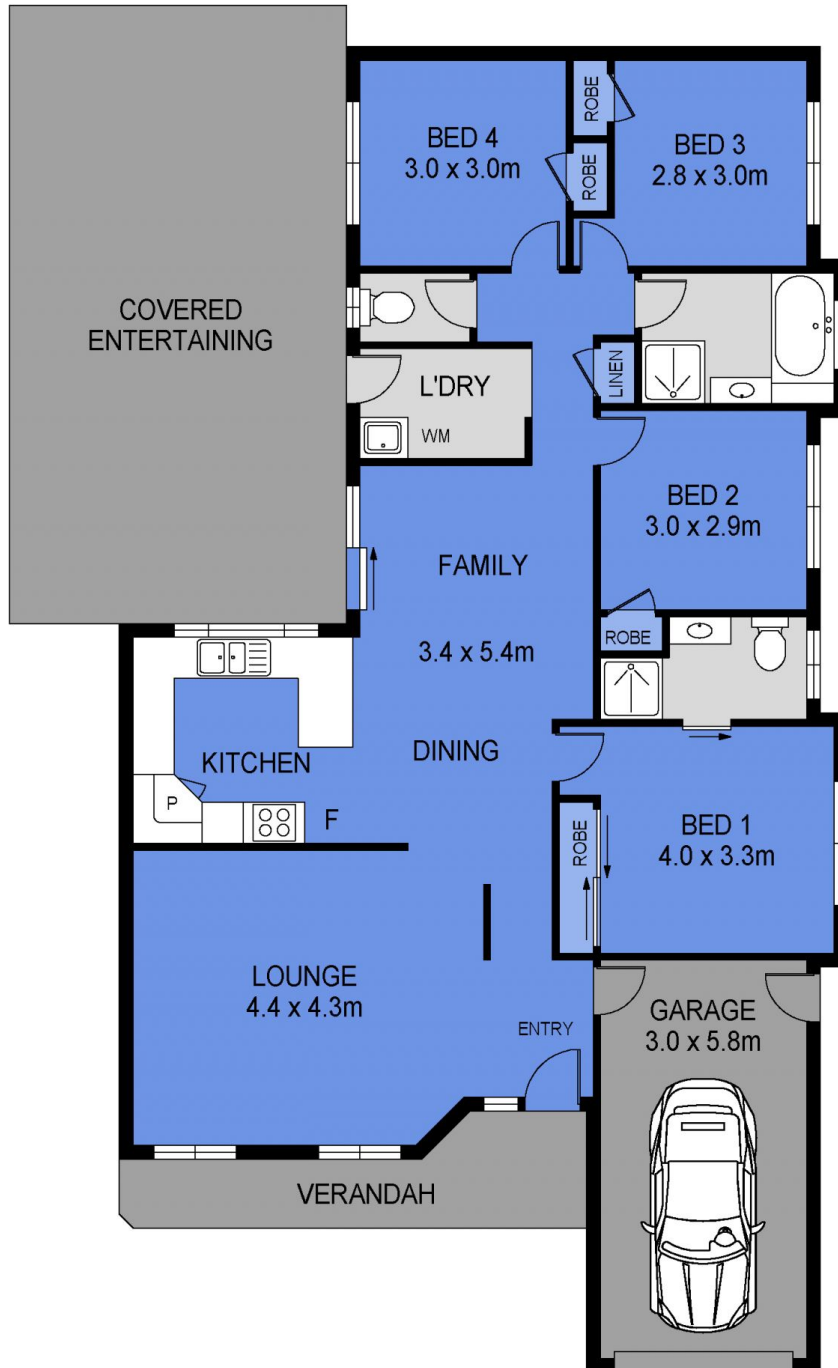 BED 4
3.0 x 3.0m
ROBE
ROBE
BED 3
2.8 x 3.0m
COVERED
ENTERTAINING
L'DRY
WM
LINEN
BED 2
3.0 x 2.9m
ROBE
FAMILY
3.4 x 5.4m
DINING
KITCHEN
P
F
BED 1
4.0 x 3.3m
ROBE
LOUNGE
4.4 x 4.3m
ENTRY
GARAGE
3.0 x 5.8m
VERANDAH